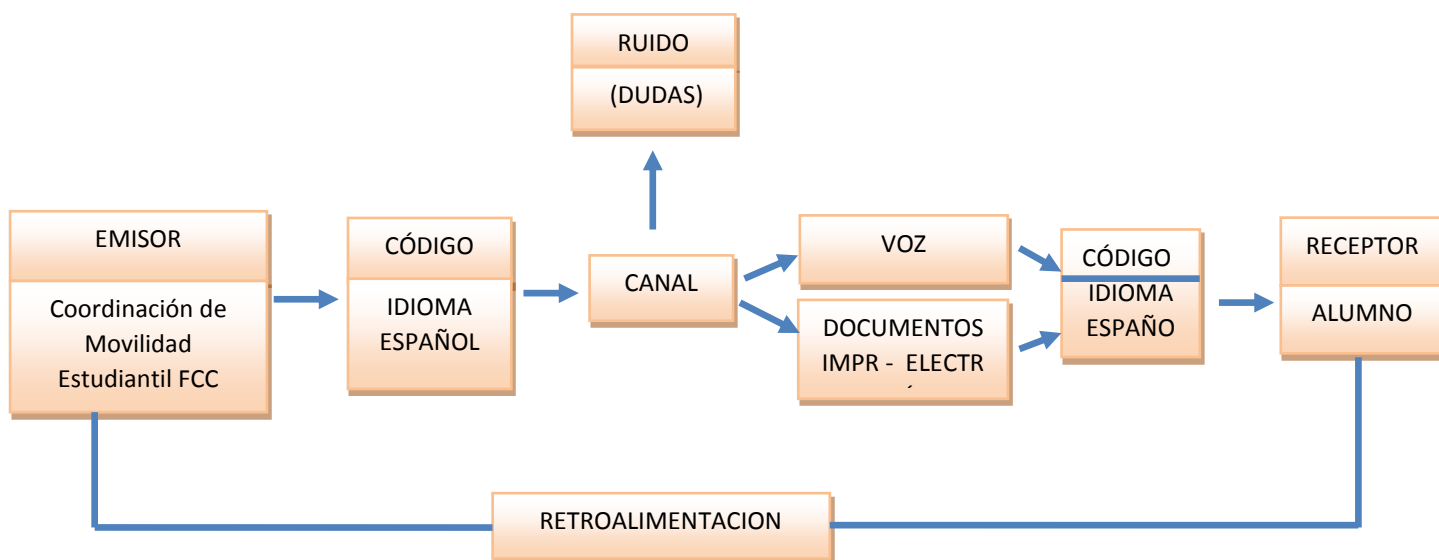 RUIDO
(DUDAS)
EMISOR
Coordinación de
Movilidad
Estudiantil FCC
CÓDIGO
IDIOMA
ESPAÑOL
CANAL
VOZ
DOCUMENTOS
IMPR - ELECTR
CÓDIGO
IDIOMA
ESPAÑO
RECEPTOR
ALUMNO
RETROALIMENTACION